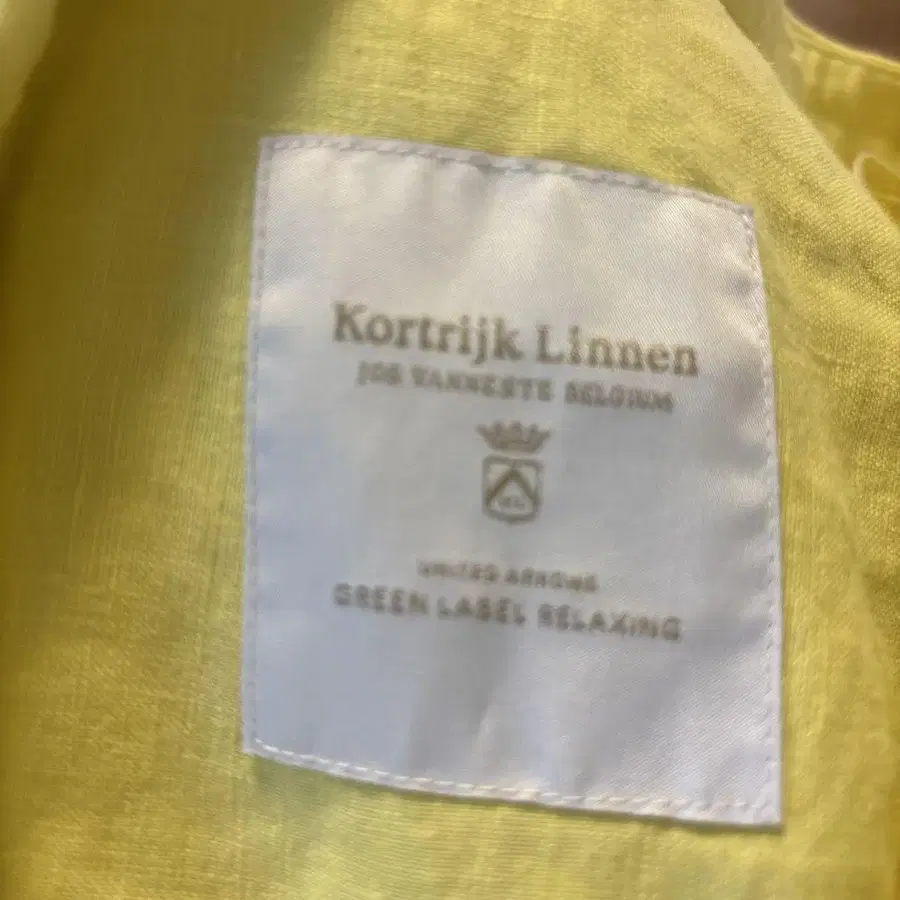 Kortrijk Linnen
JOS VANNESTE BELGIUM
UNITED ARROWS
GREEN LABEL RELAXING